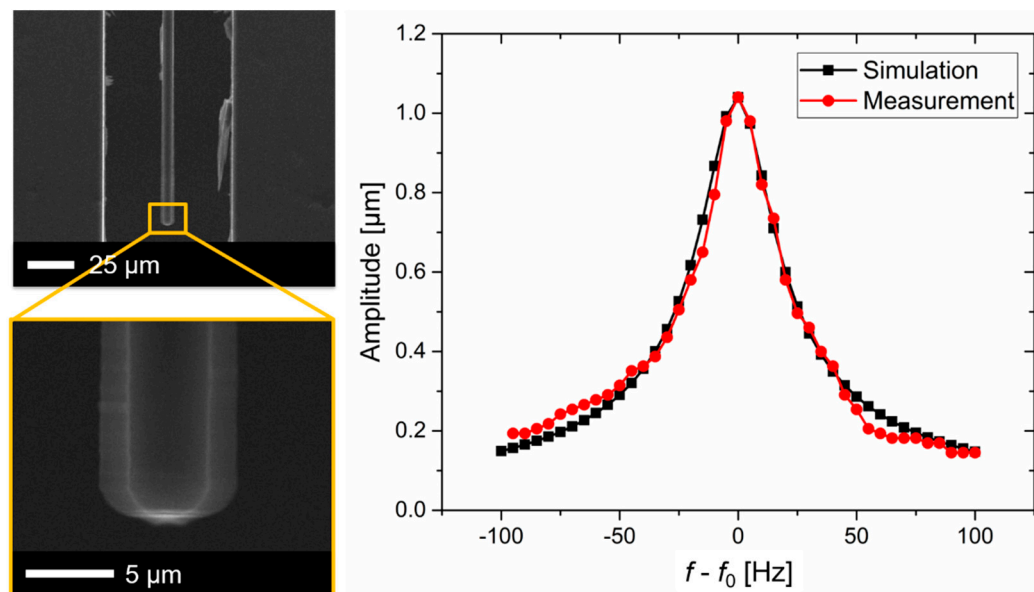 25 µm
5 µm
1.2
1.0
0.8
0.6
0.4
0.2
0.0
Amplitude [µm]
Simulation
Measurement
-100
-50
0
50
100
f - f₀ [Hz]